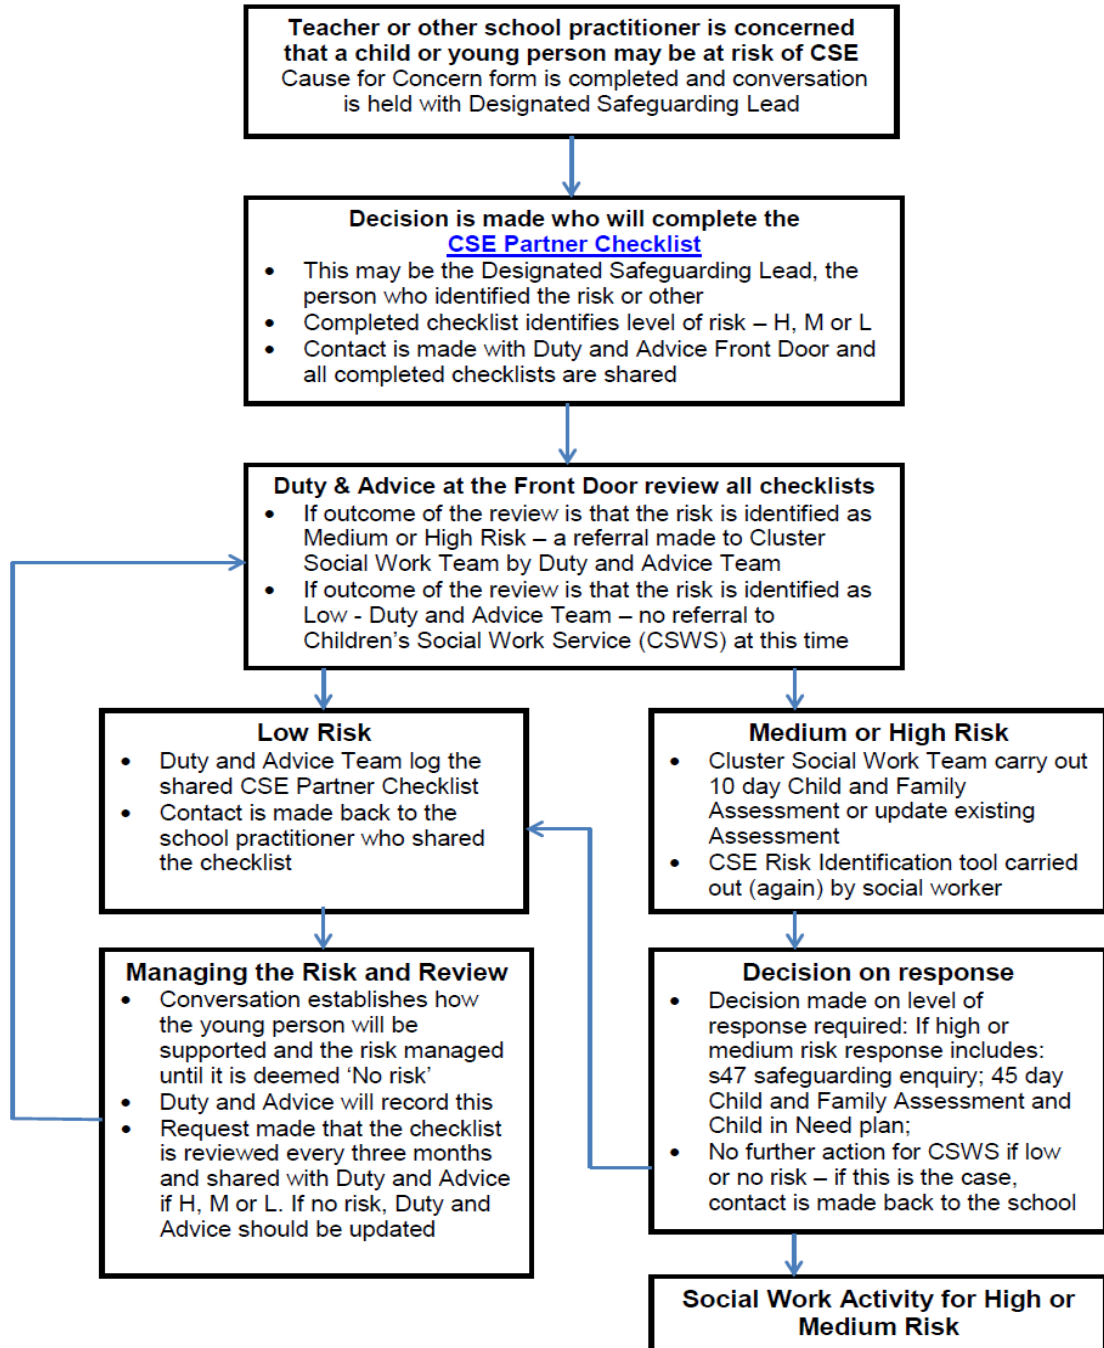 Teacher or other school practitioner is concerned
that a child or young person may be at risk of CSE
Cause for Concern form is completed and conversation
is held with Designated Safeguarding Lead
Decision is made who will complete the
CSE Partner Checklist
• This may be the Designated Safeguarding Lead, the
person who identified the risk or other
• Completed checklist identifies level of risk – H, M or L
• Contact is made with Duty and Advice Front Door and
all completed checklists are shared
Duty & Advice at the Front Door review all checklists
• If outcome of the review is that the risk is identified as
Medium or High Risk – a referral made to Cluster
Social Work Team by Duty and Advice Team
• If outcome of the review is that the risk is identified as
Low - Duty and Advice Team – no referral to
Children's Social Work Service (CSWS) at this time
Low Risk
• Duty and Advice Team log the
shared CSE Partner Checklist
• Contact is made back to the
school practitioner who shared
the checklist
Medium or High Risk
• Cluster Social Work Team carry out
10 day Child and Family
Assessment or update existing
Assessment
• CSE Risk Identification tool carried
out (again) by social worker
Managing the Risk and Review
• Conversation establishes how
the young person will be
supported and the risk managed
until it is deemed 'No risk'
• Duty and Advice will record this
• Request made that the checklist
is reviewed every three months
and shared with Duty and Advice
if H, M or L. If no risk, Duty and
Advice should be updated
Decision on response
• Decision made on level of
response required: If high or
medium risk response includes:
s47 safeguarding enquiry; 45 day
Child and Family Assessment and
Child in Need plan;
• No further action for CSWS if low
or no risk – if this is the case,
contact is made back to the school
Social Work Activity for High or
Medium Risk